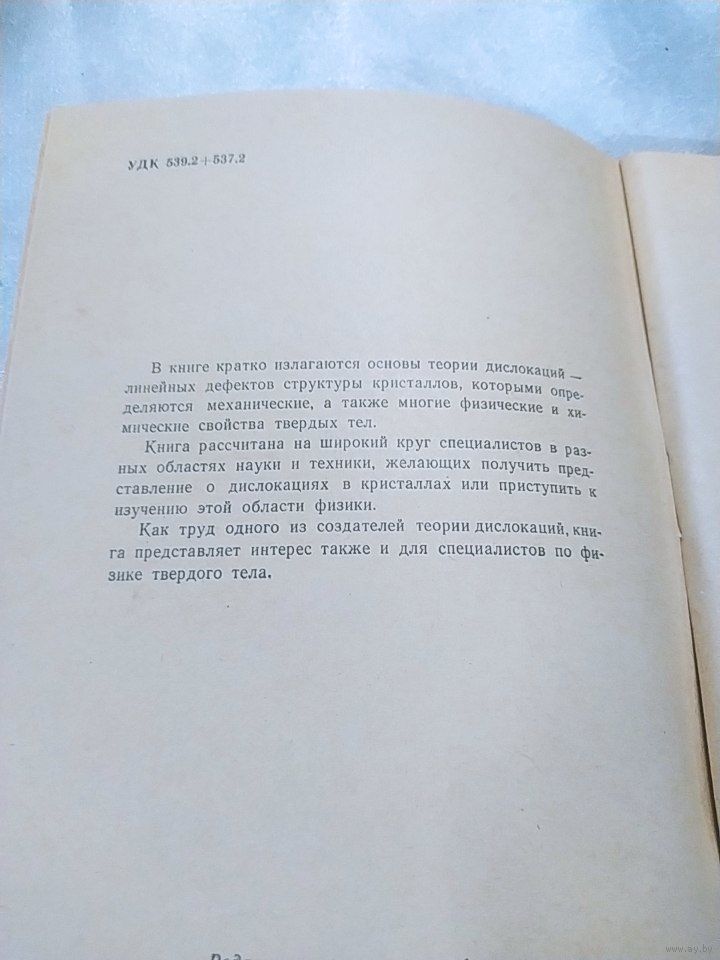 УДК 539.2+537.2
В книге кратко излагаются основы теории дислокаций —
линейных дефектов структуры кристаллов, которыми опре-
деляются механические, а также многие физические и хи-
мические свойства твердых тел.
Книга рассчитана на широкий круг специалистов в раз-
ных областях науки и техники, желающих получить пред-
ставление о дислокациях в кристаллах или приступить к
изучению этой области физики.
Как труд одного из создателей теории дислокаций, кни-
га представляет интерес также и для специалистов по фи-
зике твердого тела.
www.ay.by